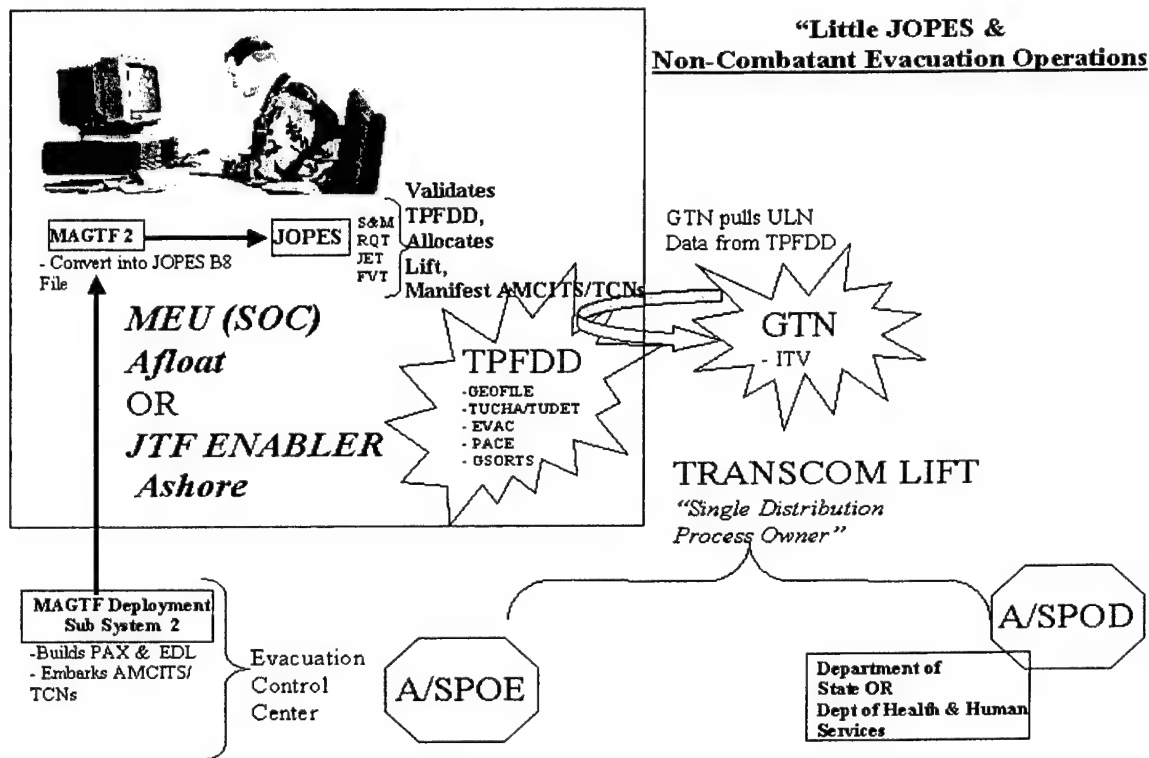 “Little JOPES &
Non-Combatant Evacuation Operations
MAGTF 2
- Convert into JOPES B8
File
JOPES
S&M
RQT
JET
FVT
Validates
TPFDD,
Allocates
Lift,
Manifest AMCITS/TCNs
GTN pulls ULN
Data from TPFDD
GTN
- ITV
MEU (SOC)
Afloat
OR
JTF ENABLER
Ashore
TPFDD
-GEOFILE
-TUCHA/TUDET
- EVAC
- PACE
- GSORTS
TRANSCOM LIFT
“Single Distribution
Process Owner”
MAGTF Deployment
Sub System 2
-Builds PAX & EDL
- Embarks AMCITS/
TCNs
Evacuation
Control
Center
A/SPOE
A/SPOD
Department of
State OR
Dept of Health & Human
Services